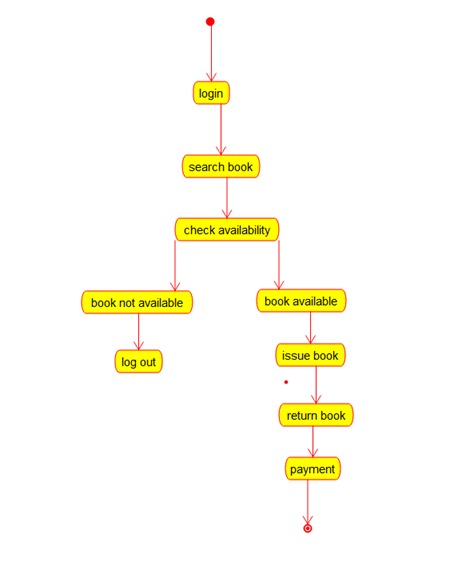 login
search book
check availability
book not available
book available
log out
issue book
return book
payment